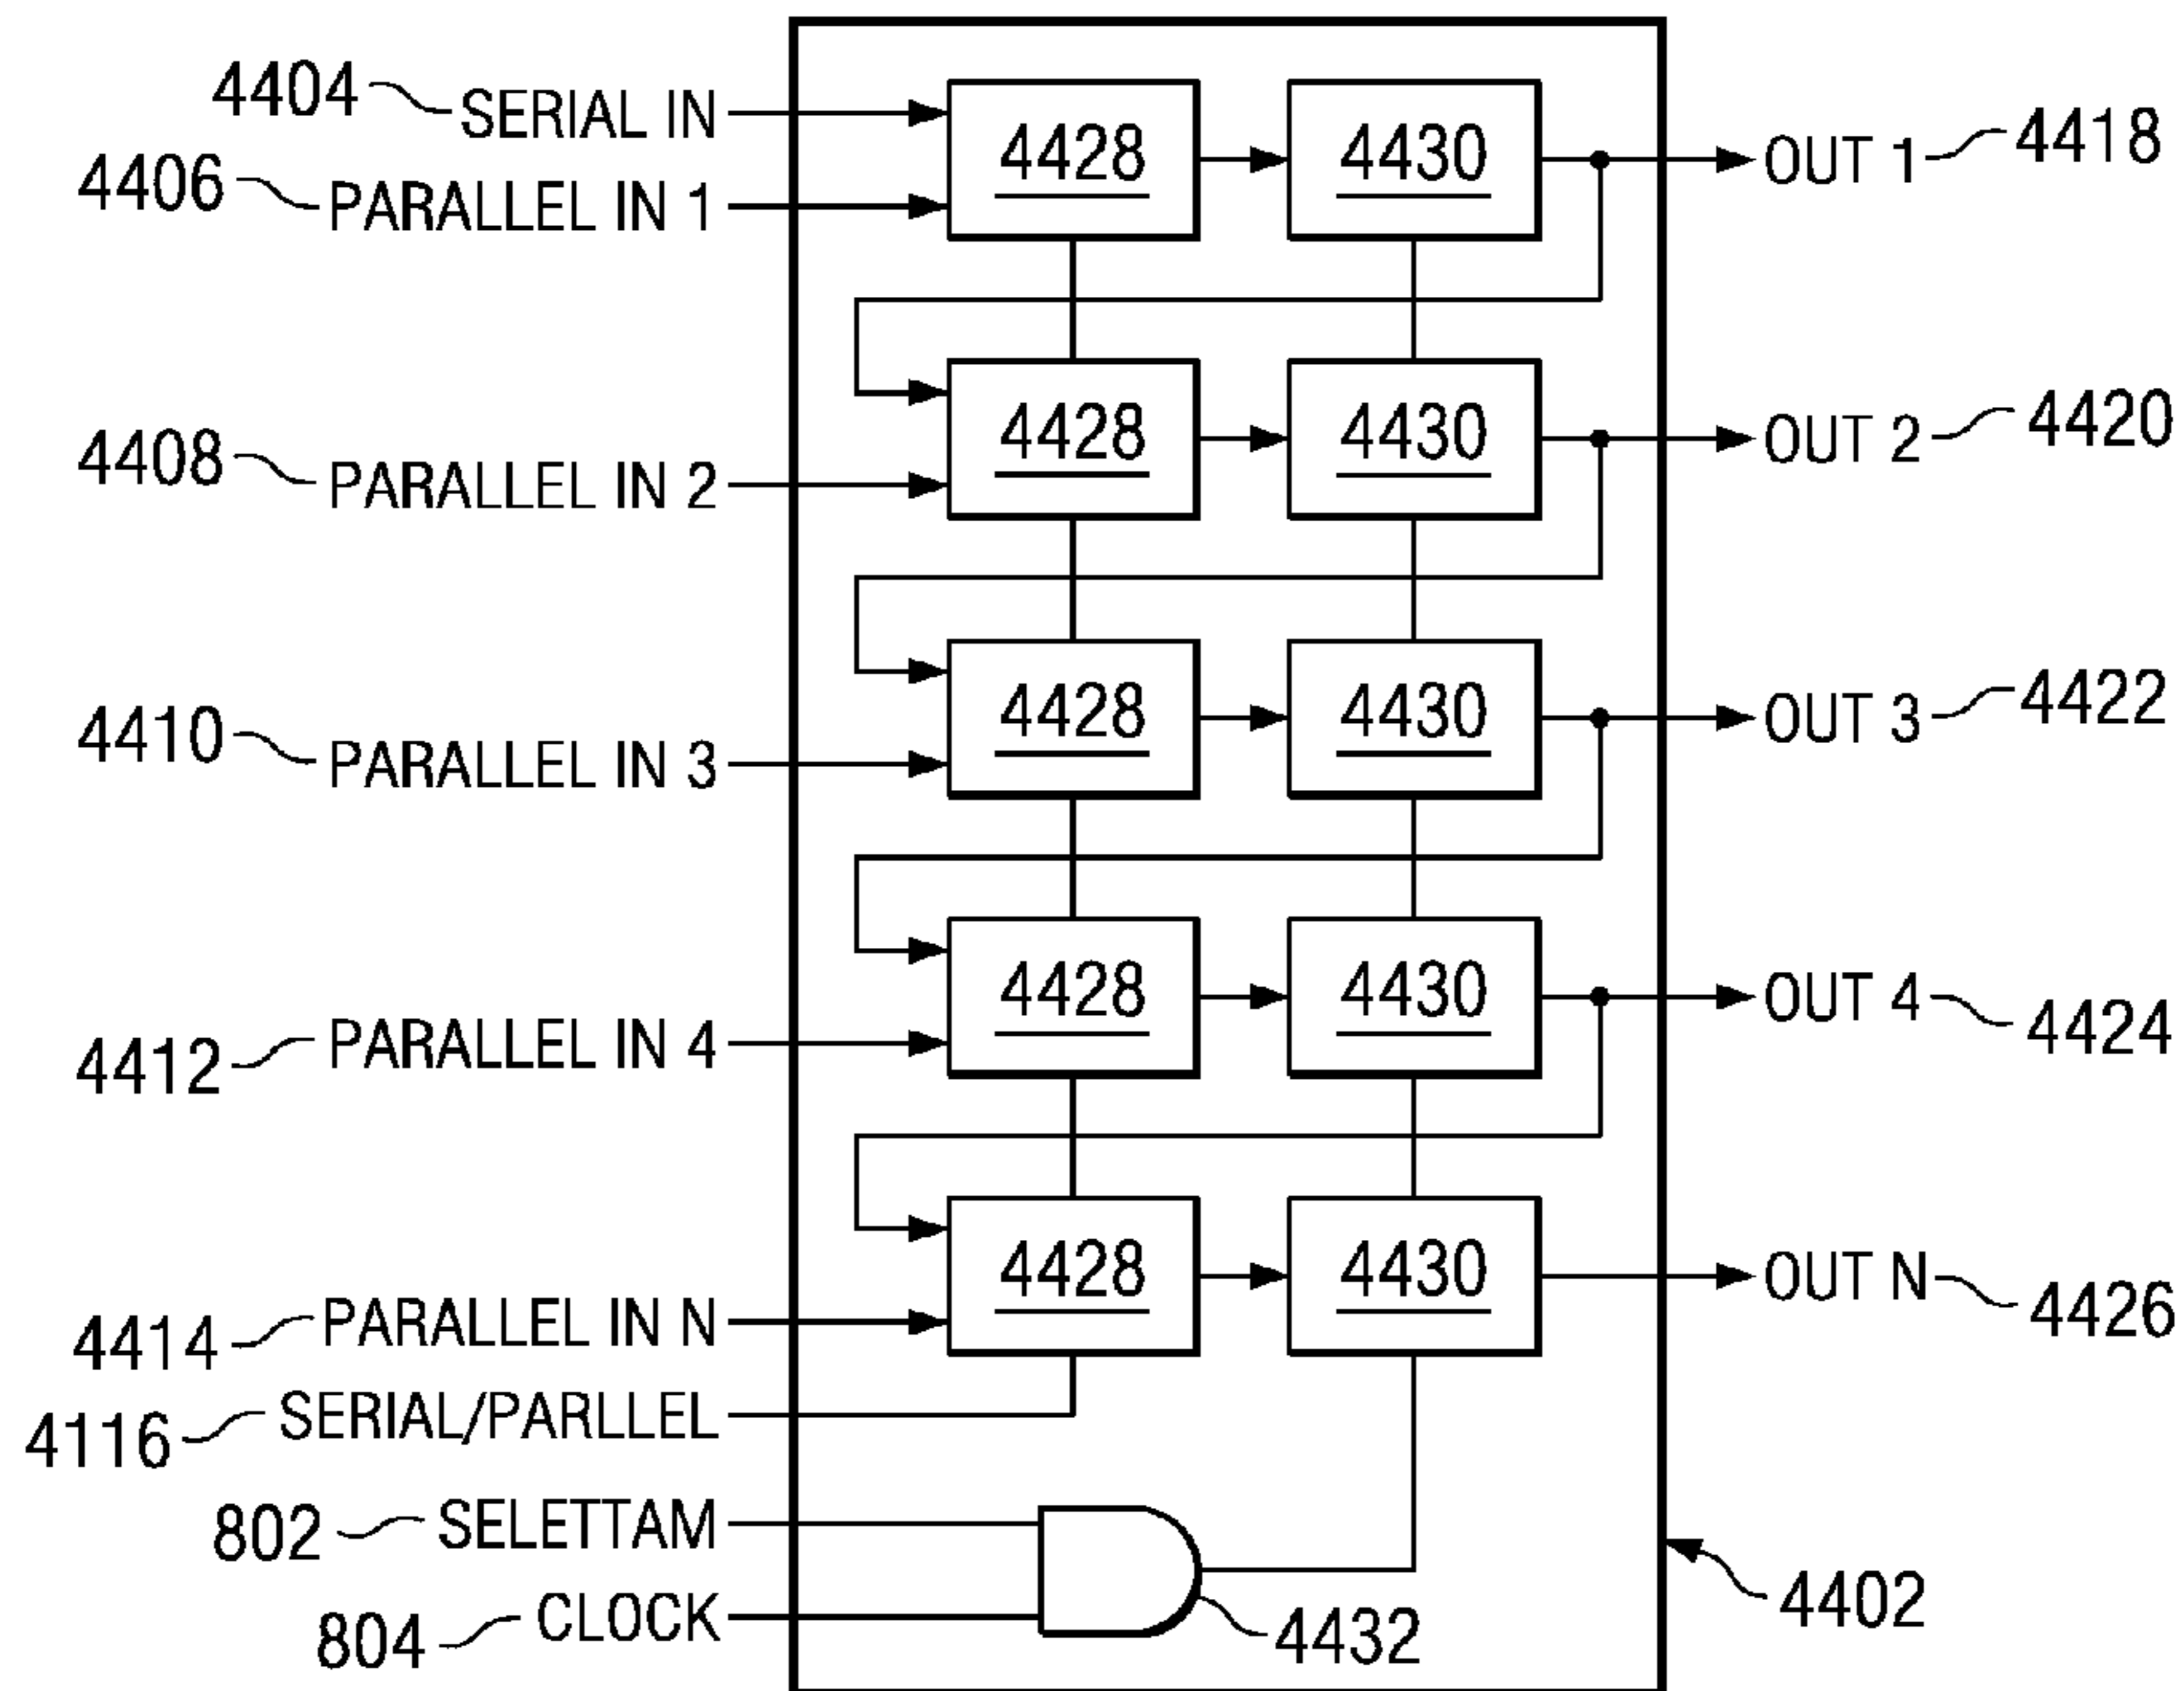 4404 SERIAL IN 4428 4430 OUT 1 4418
4406 PARALLEL IN 1
4408 PARALLEL IN 2 4428 4430 OUT 2 4420
4410 PARALLEL IN 3 4428 4430 OUT 3 4422
4412 PARALLEL IN 4 4428 4430 OUT 4 4424
4414 PARALLEL IN N 4428 4430 OUT N 4426
4116 SERIAL/PARLLEL
802 SELETTAM
804 CLOCK 4432 4402